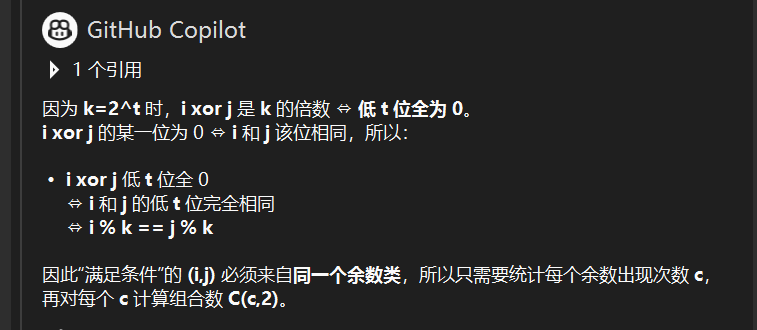 GitHub Copilot
1 个引用
因为 k=2^t 时，i xor j 是 k 的倍数 ⇔ 低 t 位全为 0。
i xor j 的某一位为 0 ⇔ i 和 j 该位相同，所以：
• i xor j 低 t 位全 0
⇔ i 和 j 的低 t 位完全相同
⇔ i % k == j % k
因此“满足条件”的 (i,j) 必须来自同一个余数类，所以只需要统计每个余数出现次数 c，
再对每个 c 计算组合数 C(c,2)。